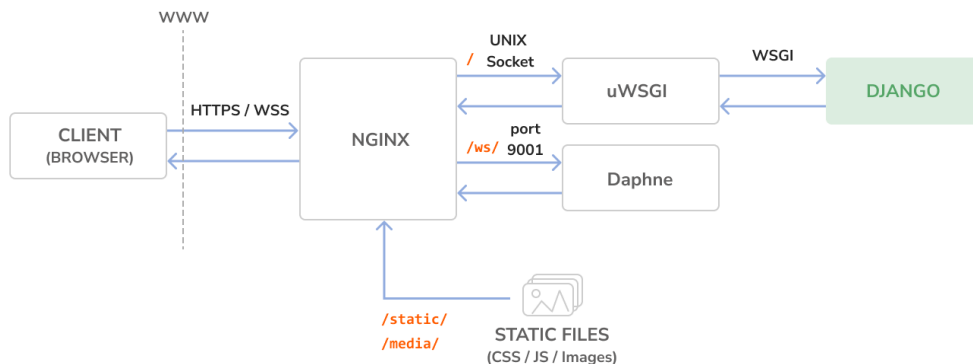 WWW
CLIENT
(BROWSER)
HTTPS / WSS
NGINX
/
UNIX
Socket
uWSGI
WSGI
DJANGO
/ws/
port
9001
Daphne
/static/
/media/
STATIC FILES
(CSS / JS / Images)